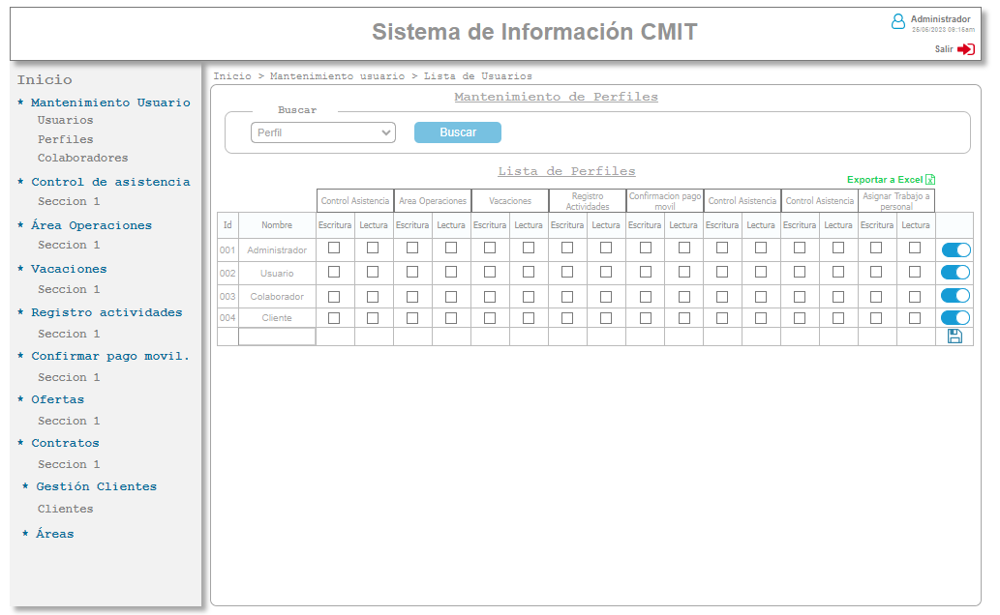 Sistema de Información CMIT
Administrador
25/05/2023 09:15am
Salir
Inicio
* Mantenimiento Usuario
Usuarios
Perfiles
Colaboradores
* Control de asistencia
Seccion 1
* Área Operaciones
Seccion 1
* Vacaciones
Seccion 1
* Registro actividades
Seccion 1
* Confirmar pago movil.
Seccion 1
* Ofertas
Seccion 1
* Contratos
Seccion 1
* Gestión Clientes
Clientes
* Áreas
Inicio > Mantenimiento usuario > Lista de Usuarios
Mantenimiento de Perfiles
Buscar
Perfil
Buscar
Lista de Perfiles
Exportar a Excel
Control Asistencia Area Operaciones Vacaciones Registro Actividades Confirmacion pago movil Control Asistencia Control Asistencia Asignar Trabajo a personal
Id Nombre Escritura Lectura Escritura Lectura Escritura Lectura Escritura Lectura Escritura Lectura Escritura Lectura Escritura Lectura Escritura Lectura
001 Administrador
002 Usuario
003 Colaborador
004 Cliente